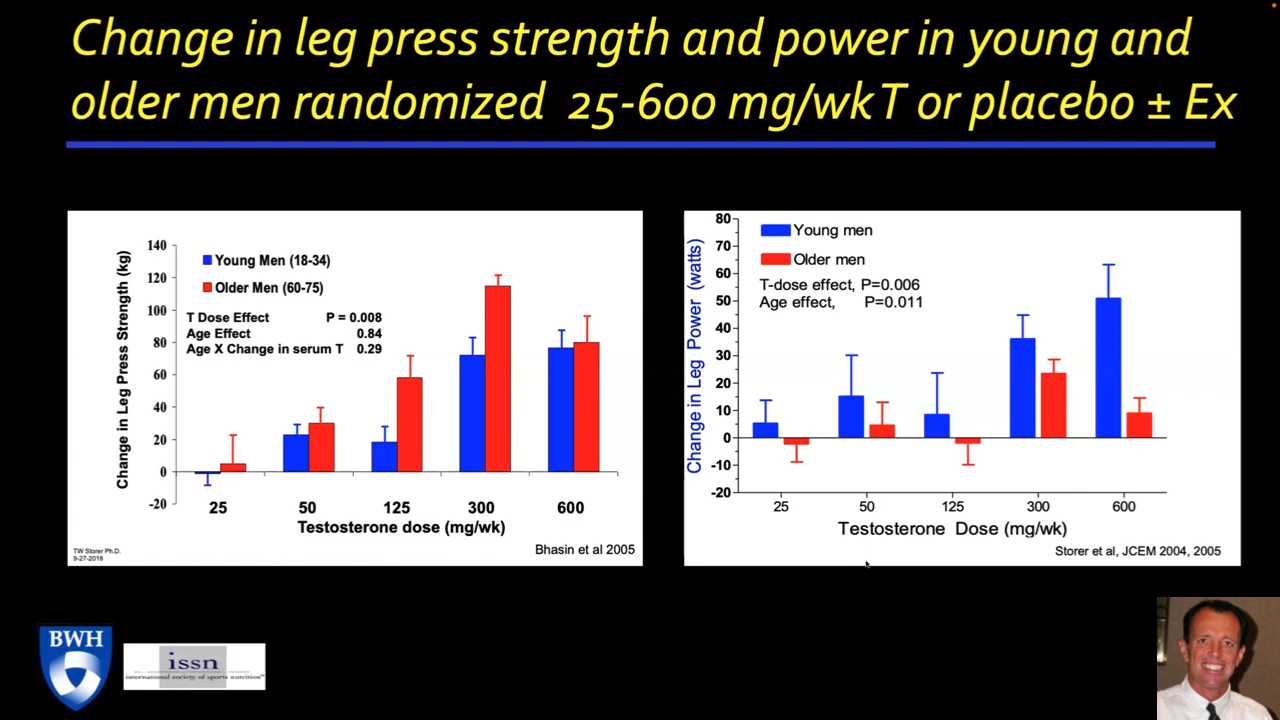 Change in leg press strength and power in young and
older men randomized 25-600 mg/wk T or placebo ± Ex
Change in Leg Press Strength (kg)
140
120
100
80
60
40
20
0
-20
Young Men (18-34)
Older Men (60-75)
T Dose Effect P = 0.008
Age Effect 0.84
Age X Change in serum T 0.29
25 50 125 300 600
Testosterone dose (mg/wk)
TW Storer Ph.D.
9-27-2018
Bhasin et al 2005
Change in Leg Power (watts)
80
70
60
50
40
30
20
10
0
-10
-20
Young men
Older men
T-dose effect, P=0.006
Age effect, P=0.011
25 50 125 300 600
Testosterone Dose (mg/wk)
Storer et al, JCEM 2004, 2005
BWH
issn
international society of sports nutrition™